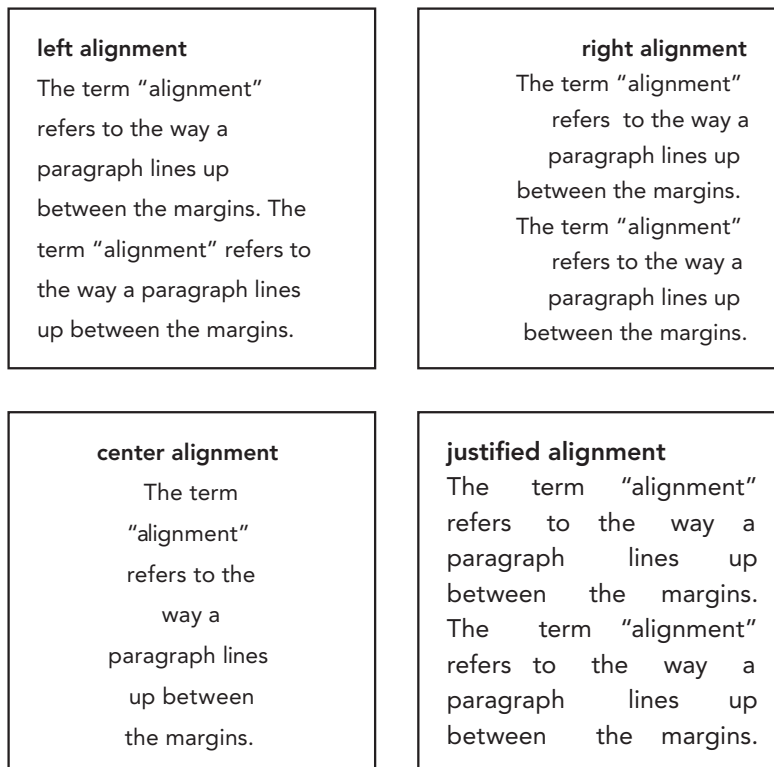 left alignment
The term “alignment”
refers to the way a
paragraph lines up
between the margins. The
term “alignment” refers to
the way a paragraph lines
up between the margins.
right alignment
The term “alignment”
refers to the way a
paragraph lines up
between the margins.
The term “alignment”
refers to the way a
paragraph lines up
between the margins.
center alignment
The term
“alignment”
refers to the
way a
paragraph lines
up between
the margins.
justified alignment
The term “alignment”
refers to the way a
paragraph lines up
between the margins.
The term “alignment”
refers to the way a
paragraph lines up
between the margins.